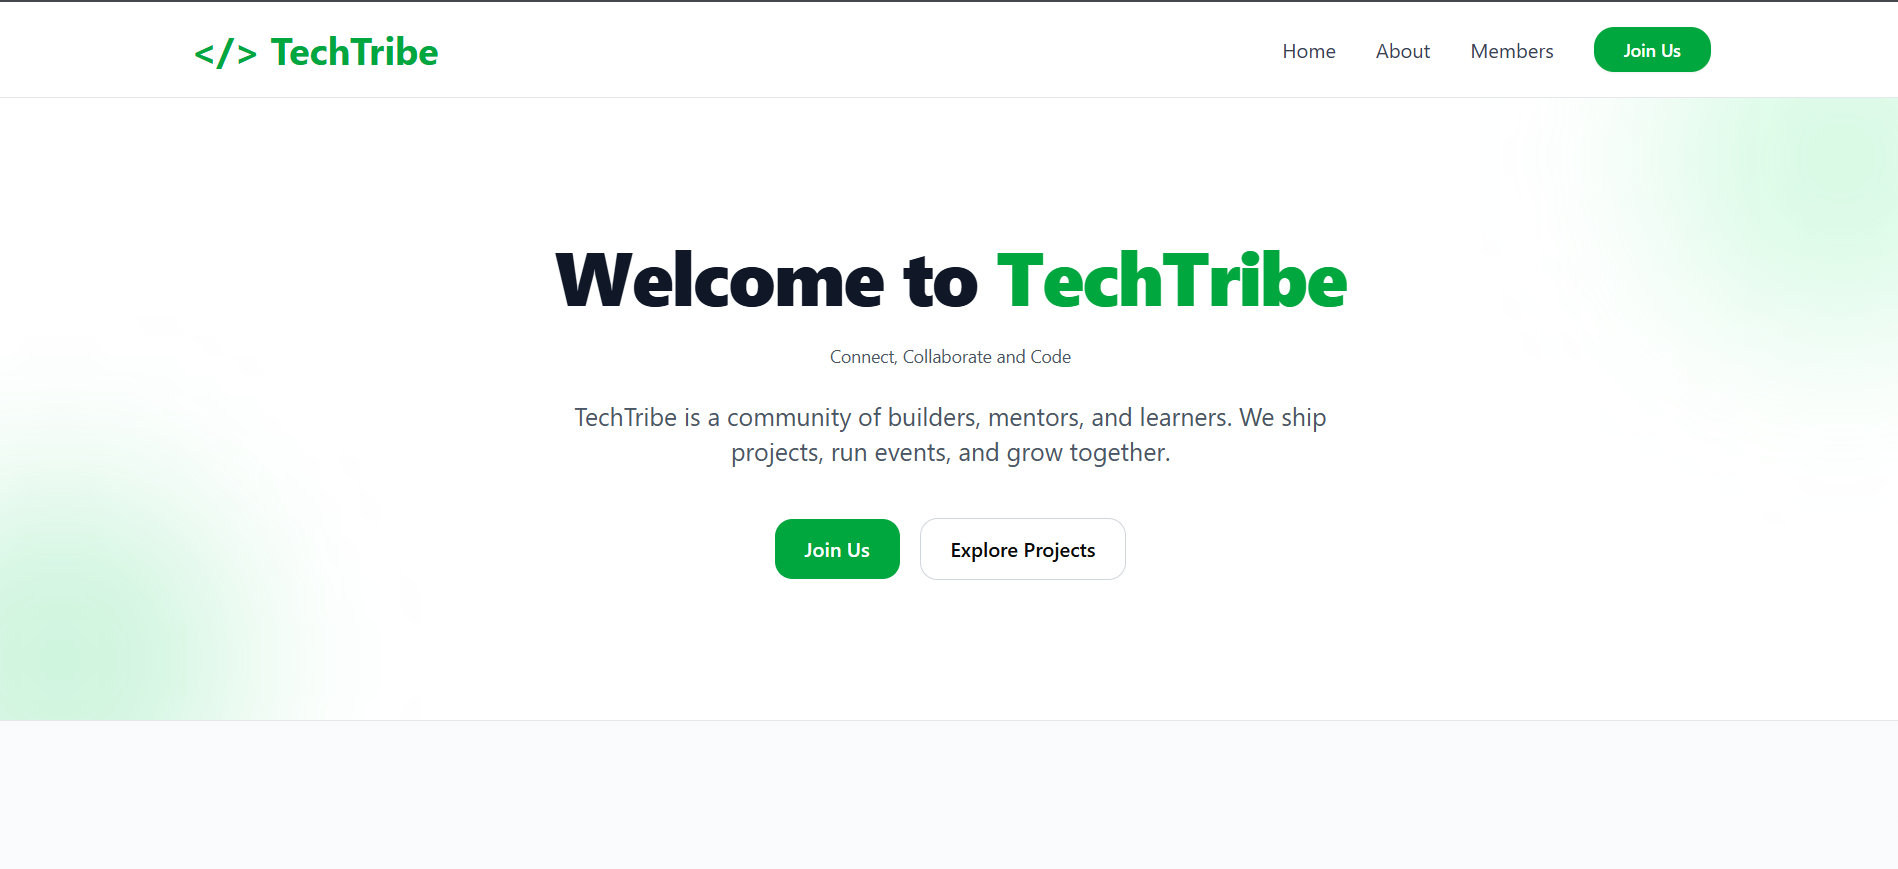 </> TechTribe
Home
About
Members
Join Us
Welcome to TechTribe
Connect, Collaborate and Code
TechTribe is a community of builders, mentors, and learners. We ship
projects, run events, and grow together.
Join Us
Explore Projects